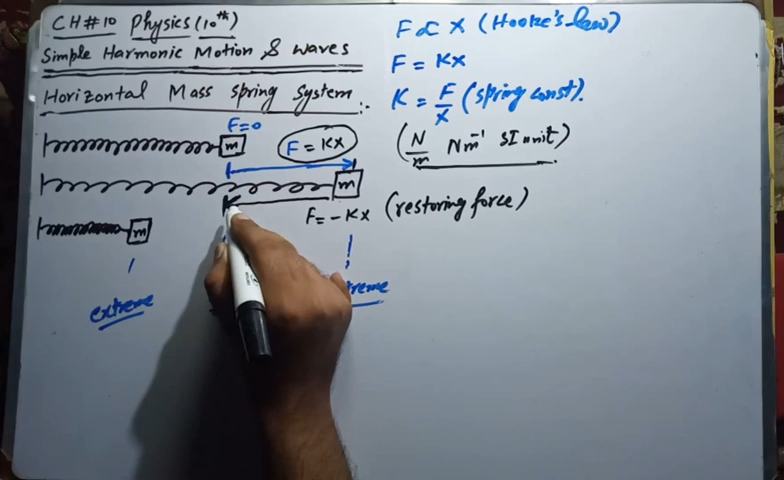 CH#10 Physics (10th)
Simple Harmonic Motion & waves
Horizontal Mass spring System
F=0
m
F = Kx
m
F = -Kx (restoring force)
m
extreme
treme
F ∝ X (Hooke's law)
F = Kx
K = F/x (spring const).
(N/m Nm⁻¹ SI unit)